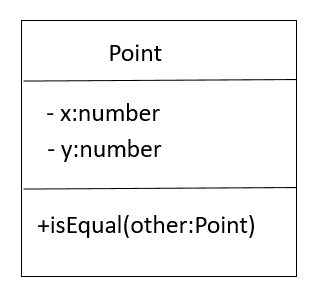 Point
- x:number
- y:number
+isEqual(other:Point)